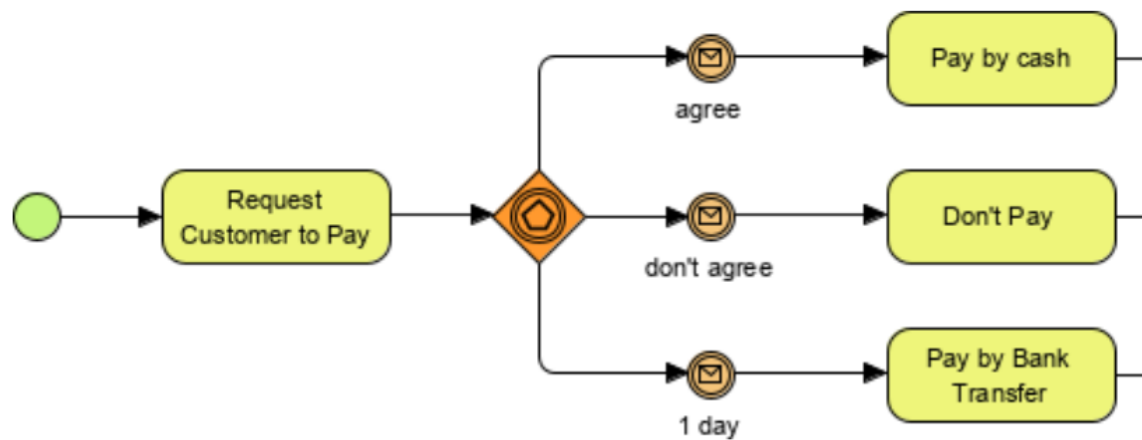 Pay by cash
agree
Request
Customer to Pay
Don't Pay
don't agree
Pay by Bank
Transfer
1 day